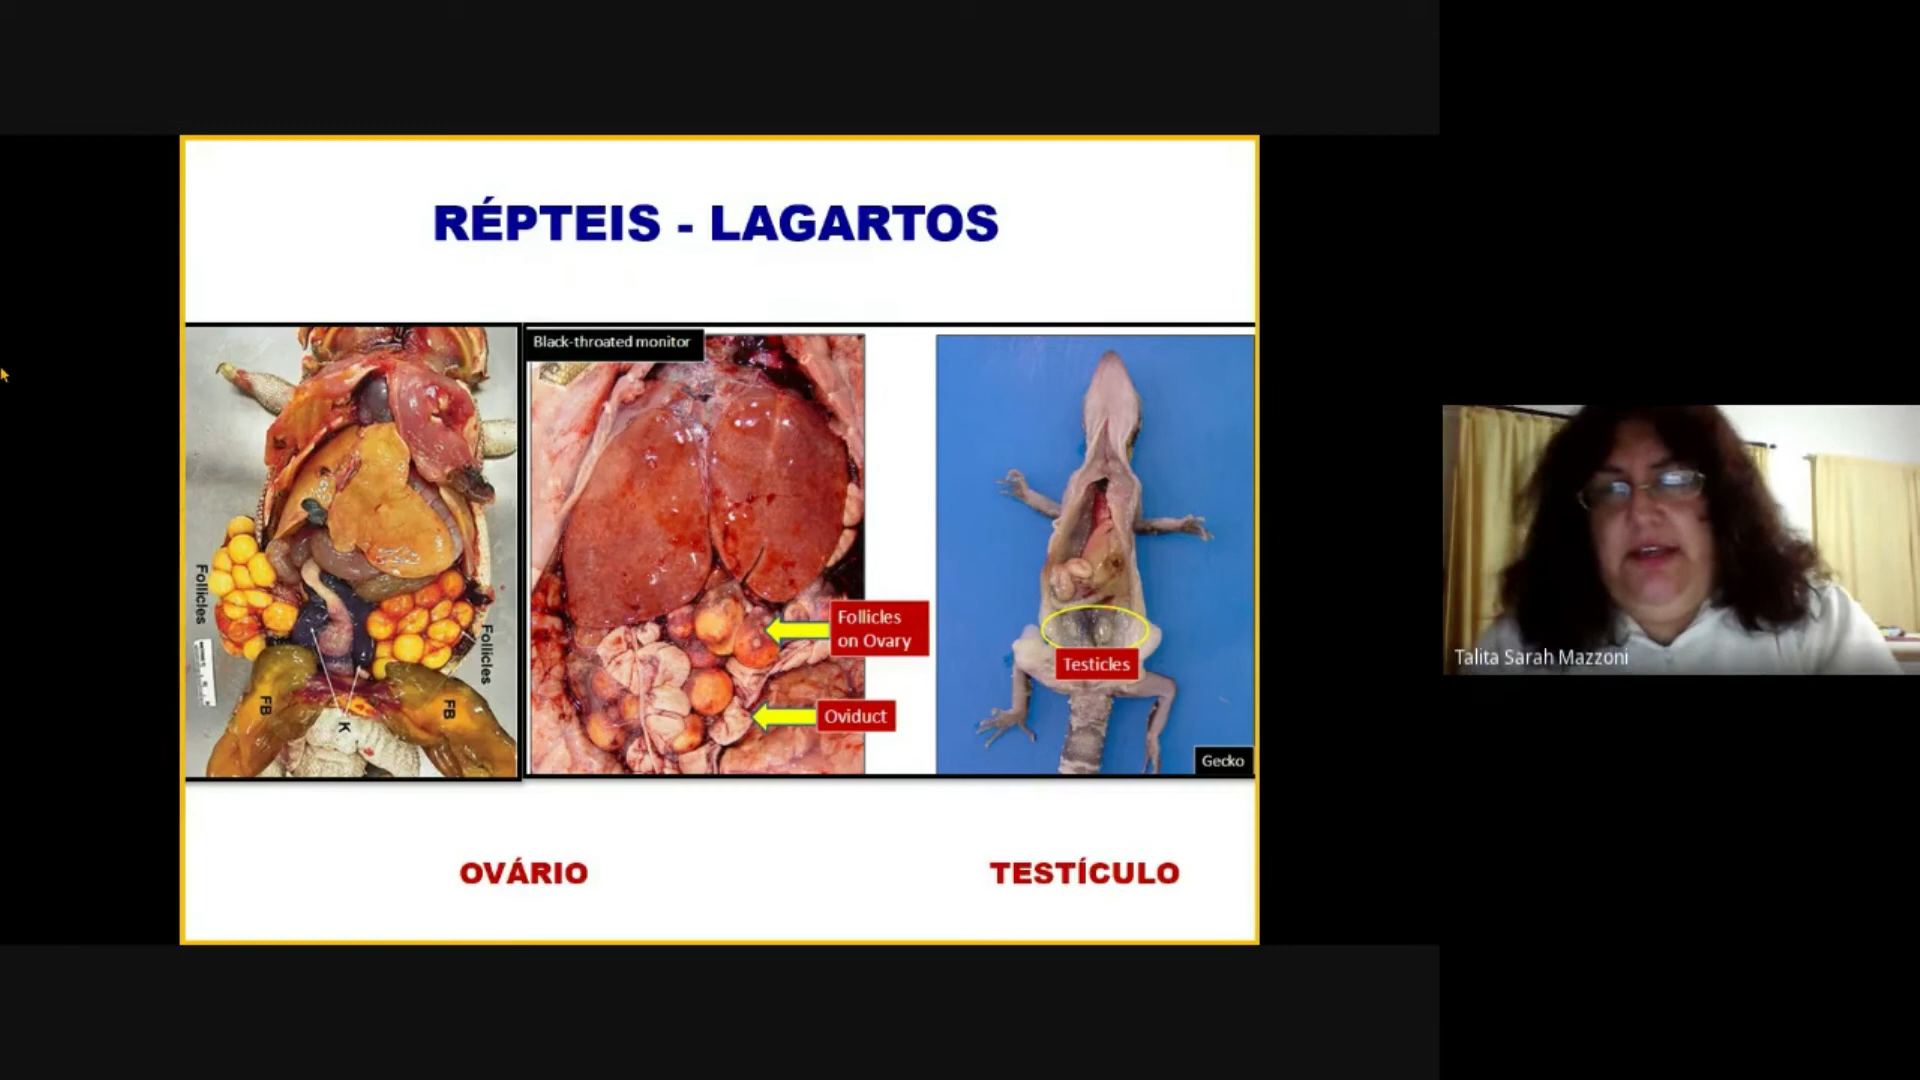 RÉPTEIS - LAGARTOS
Follicles
Follicles
FB
FB
K
Black-throated monitor
Follicles
on Ovary
Oviduct
Testicles
Gecko
OVÁRIO
TESTÍCULO
Talita Sarah Mazzoni